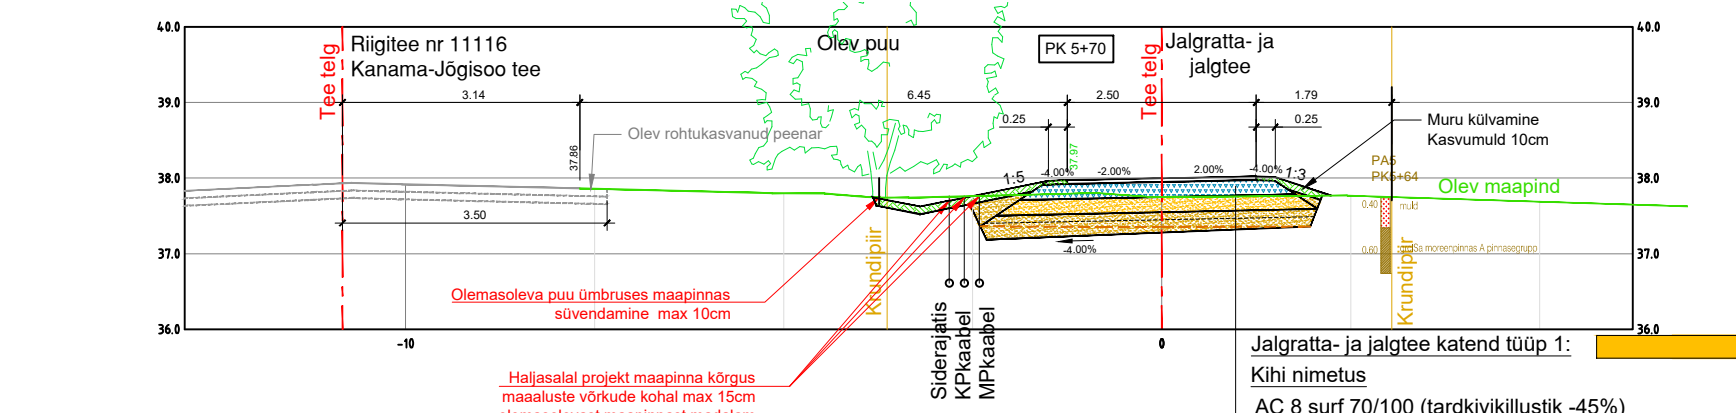 40.0
39.0
38.0
37.0
36.0
Tee telg
Riigitee nr 11116
Kanama-Jõgisoo tee
3.14
37.86
Olev rohtukasvanud peenar
3.50
Olev puu
6.45
Krundipiir
PK 5+70
2.50
0.25
37.97
1:5
-4.00%
-2.00%
Tee telg
Jalgratta- ja
jalgtee
2.00%
-4.00%
1:3
1.79
0.25
Muru külvamine
Kasvumuld 10cm
PA5
PK5+64
Olev maapind
0.40
muld
0.60
Krundipiir
-4.00%
40.0
39.0
38.0
37.0
36.0
Olemasoleva puu ümbruses maapinnas
süvendamine max 10cm
-10
0
Siderajatis
KPkaabel
MPkaabel
Haljasalal projekt maapinna kõrgus
maaaluste võrkude kohal max 15cm
Jalgratta- ja jalgtee katend tüüp 1:
Kihi nimetus
AC 8 surf 70/100 (tardkivikillustik -45%)